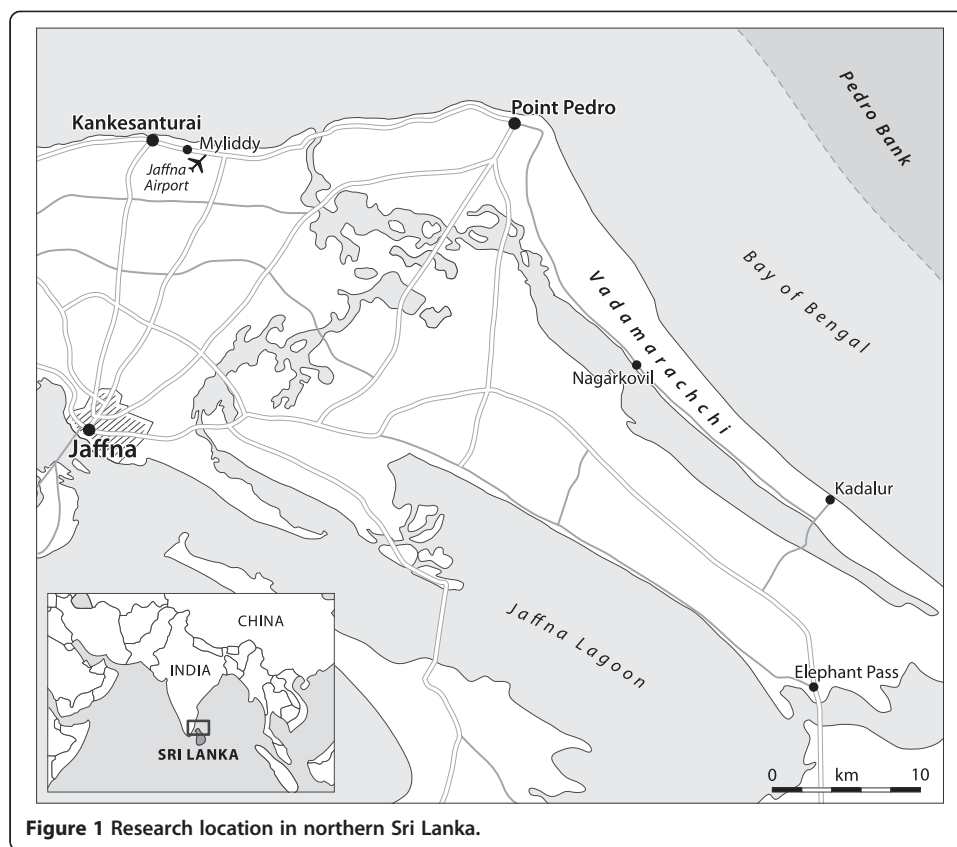 Pedro Bank
Point Pedro
Kankesanturai
Myliddy
Jaffna
Airport
Bay of Bengal
Vadamarachchi
Nagarkovil
Jaffna
Kadalur
Jaffna Lagoon
CHINA
INDIA
SRI LANKA
Elephant Pass
0 km 10
Figure 1 Research location in northern Sri Lanka.